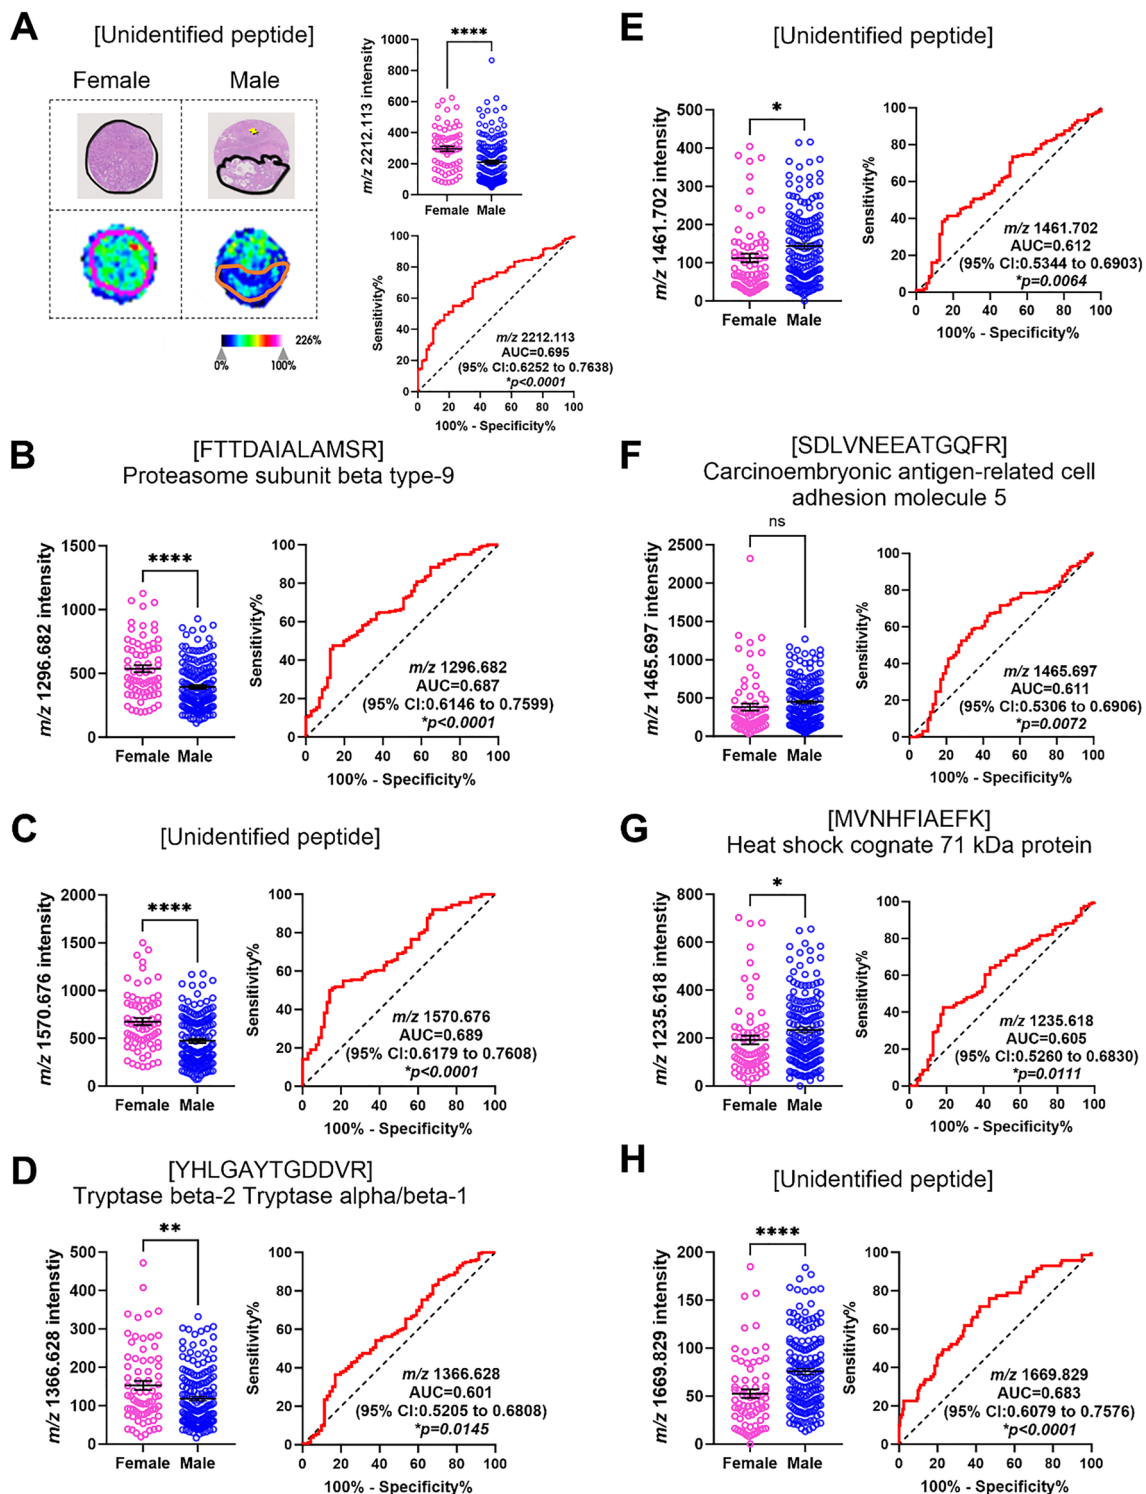 A
[Unidentified peptide]
Female
Male
0%
100%
226%
m/z 2212.113 intensity
1000
800
600
400
200
0
****
Female
Male
Sensitivity%
100
80
60
40
20
0
m/z 2212.113
AUC=0.695
(95% CI:0.6252 to 0.7638)
*p<0.0001
0 20 40 60 80 100
100% - Specificity%
B
[FTTDAIALAMSR]
Proteasome subunit beta type-9
m/z 1296.682 intensity
1500
1000
500
0
****
Female
Male
Sensitivity%
100
80
60
40
20
0
m/z 1296.682
AUC=0.687
(95% CI:0.6146 to 0.7599)
*p<0.0001
0 20 40 60 80 100
100% - Specificity%
C
[Unidentified peptide]
m/z 1570.676 intensity
2000
1500
1000
500
0
****
Female
Male
Sensitivity%
100
80
60
40
20
0
m/z 1570.676
AUC=0.689
(95% CI:0.6179 to 0.7608)
*p<0.0001
0 20 40 60 80 100
100% - Specificity%
D
[YHLGAYTGDDVR]
Tryptase beta-2 Tryptase alpha/beta-1
m/z 1366.628 intenstiy
500
400
300
200
100
0
**
Female
Male
Sensitivity%
100
80
60
40
20
0
m/z 1366.628
AUC=0.601
(95% CI:0.5205 to 0.6808)
*p=0.0145
0 20 40 60 80 100
100% - Specificity%
E
[Unidentified peptide]
m/z 1461.702 intensity
500
400
300
200
100
0
*
Female
Male
Sensitivity%
100
80
60
40
20
0
m/z 1461.702
AUC=0.612
(95% CI:0.5344 to 0.6903)
*p=0.0064
0 20 40 60 80 100
100% - Specificity%
F
[SDLVNEEATGQFR]
Carcinoembryonic antigen-related cell
adhesion molecule 5
m/z 1465.697 intenstiy
2500
2000
1500
1000
500
0
ns
Female
Male
Sensitivity%
100
80
60
40
20
0
m/z 1465.697
AUC=0.611
(95% CI:0.5306 to 0.6906)
*p=0.0072
0 20 40 60 80 100
100% - Specificity%
G
[MVNHFIAEFK]
Heat shock cognate 71 kDa protein
m/z 1235.618 intensity
800
600
400
200
0
*
Female
Male
Sensitivity%
100
80
60
40
20
0
m/z 1235.618
AUC=0.605
(95% CI:0.5260 to 0.6830)
*p=0.0111
0 20 40 60 80 100
100% - Specificity%
H
[Unidentified peptide]
m/z 1669.829 intensity
200
150
100
50
0
****
Female
Male
Sensitivity%
100
80
60
40
20
0
m/z 1669.829
AUC=0.683
(95% CI:0.6079 to 0.7576)
*p<0.0001
0 20 40 60 80 100
100% - Specificity%